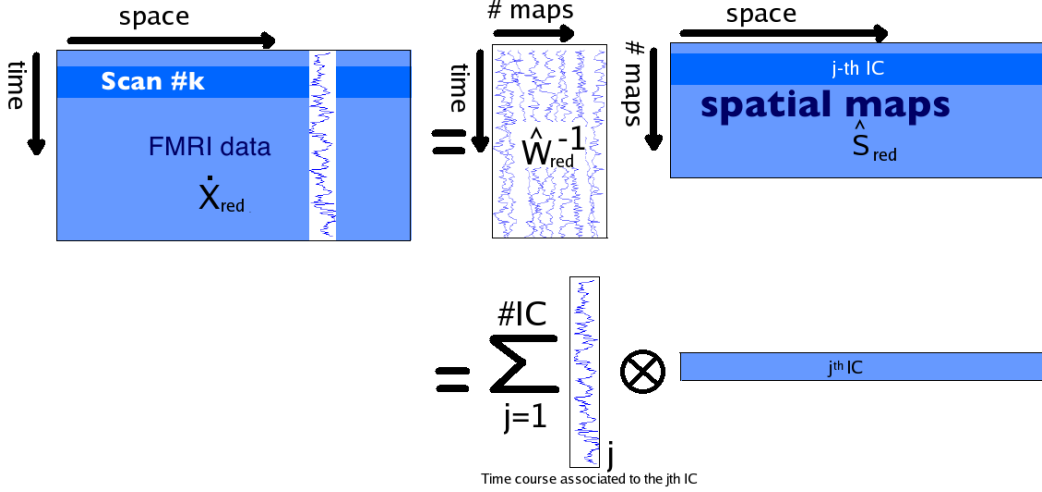 space
time
Scan #k
FMRI data
Ẋred
=
# maps
time
Ŵred-1
space
# maps
j-th IC
spatial maps
Ŝred
=
#IC
∑
j=1
j
⊗
jth IC
Time course associated to the jth IC